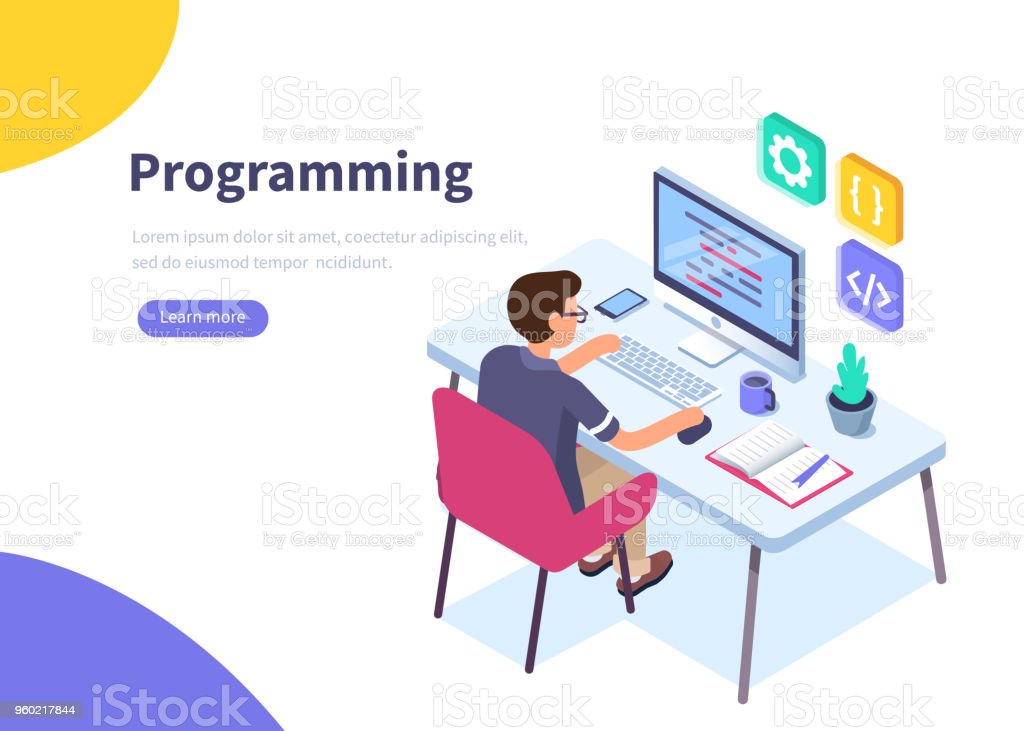 Programming
Lorem ipsum dolor sit amet, coectetur adipiscing elit,
sed do eiusmod tempor ncididunt.
Learn more
{ }
</>
iStock
by Getty Images™
960217844